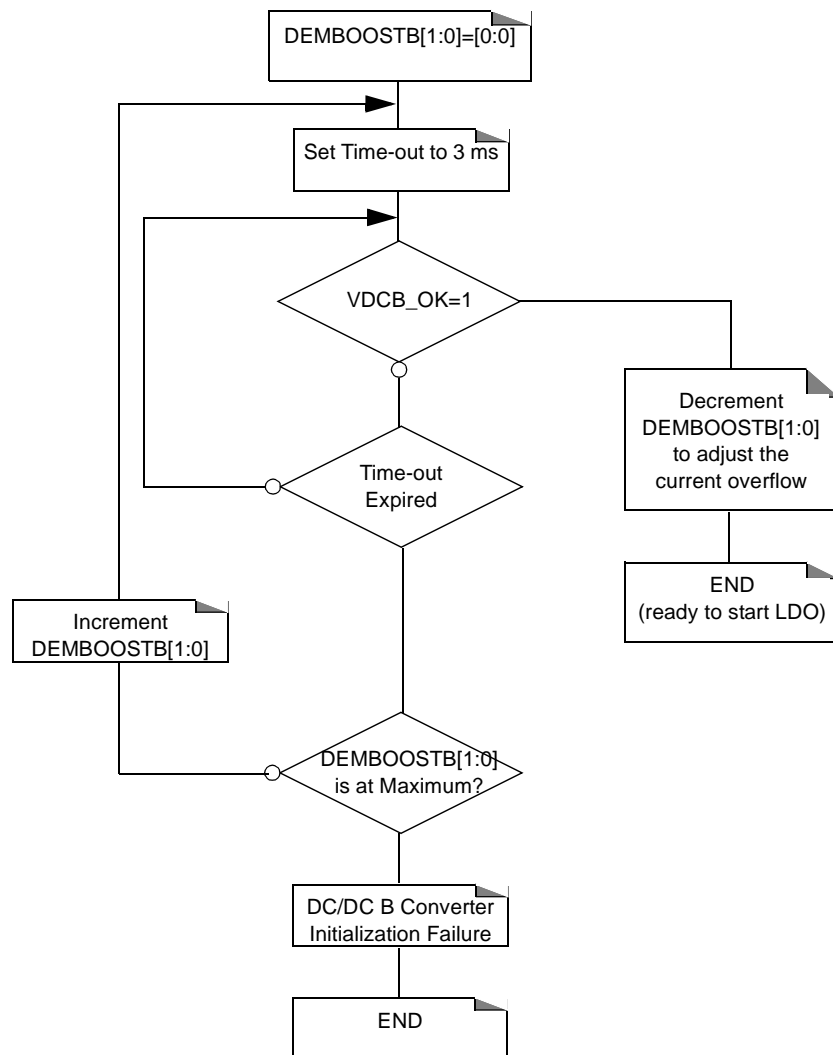 DEMBOOSTB[1:0]=[0:0]
Set Time-out to 3 ms
VDCB_OK=1
Decrement
DEMBOOSTB[1:0]
to adjust the
current overflow
Time-out
Expired
END
(ready to start LDO)
Increment
DEMBOOSTB[1:0]
DEMBOOSTB[1:0]
is at Maximum?
DC/DC B Converter
Initialization Failure
END